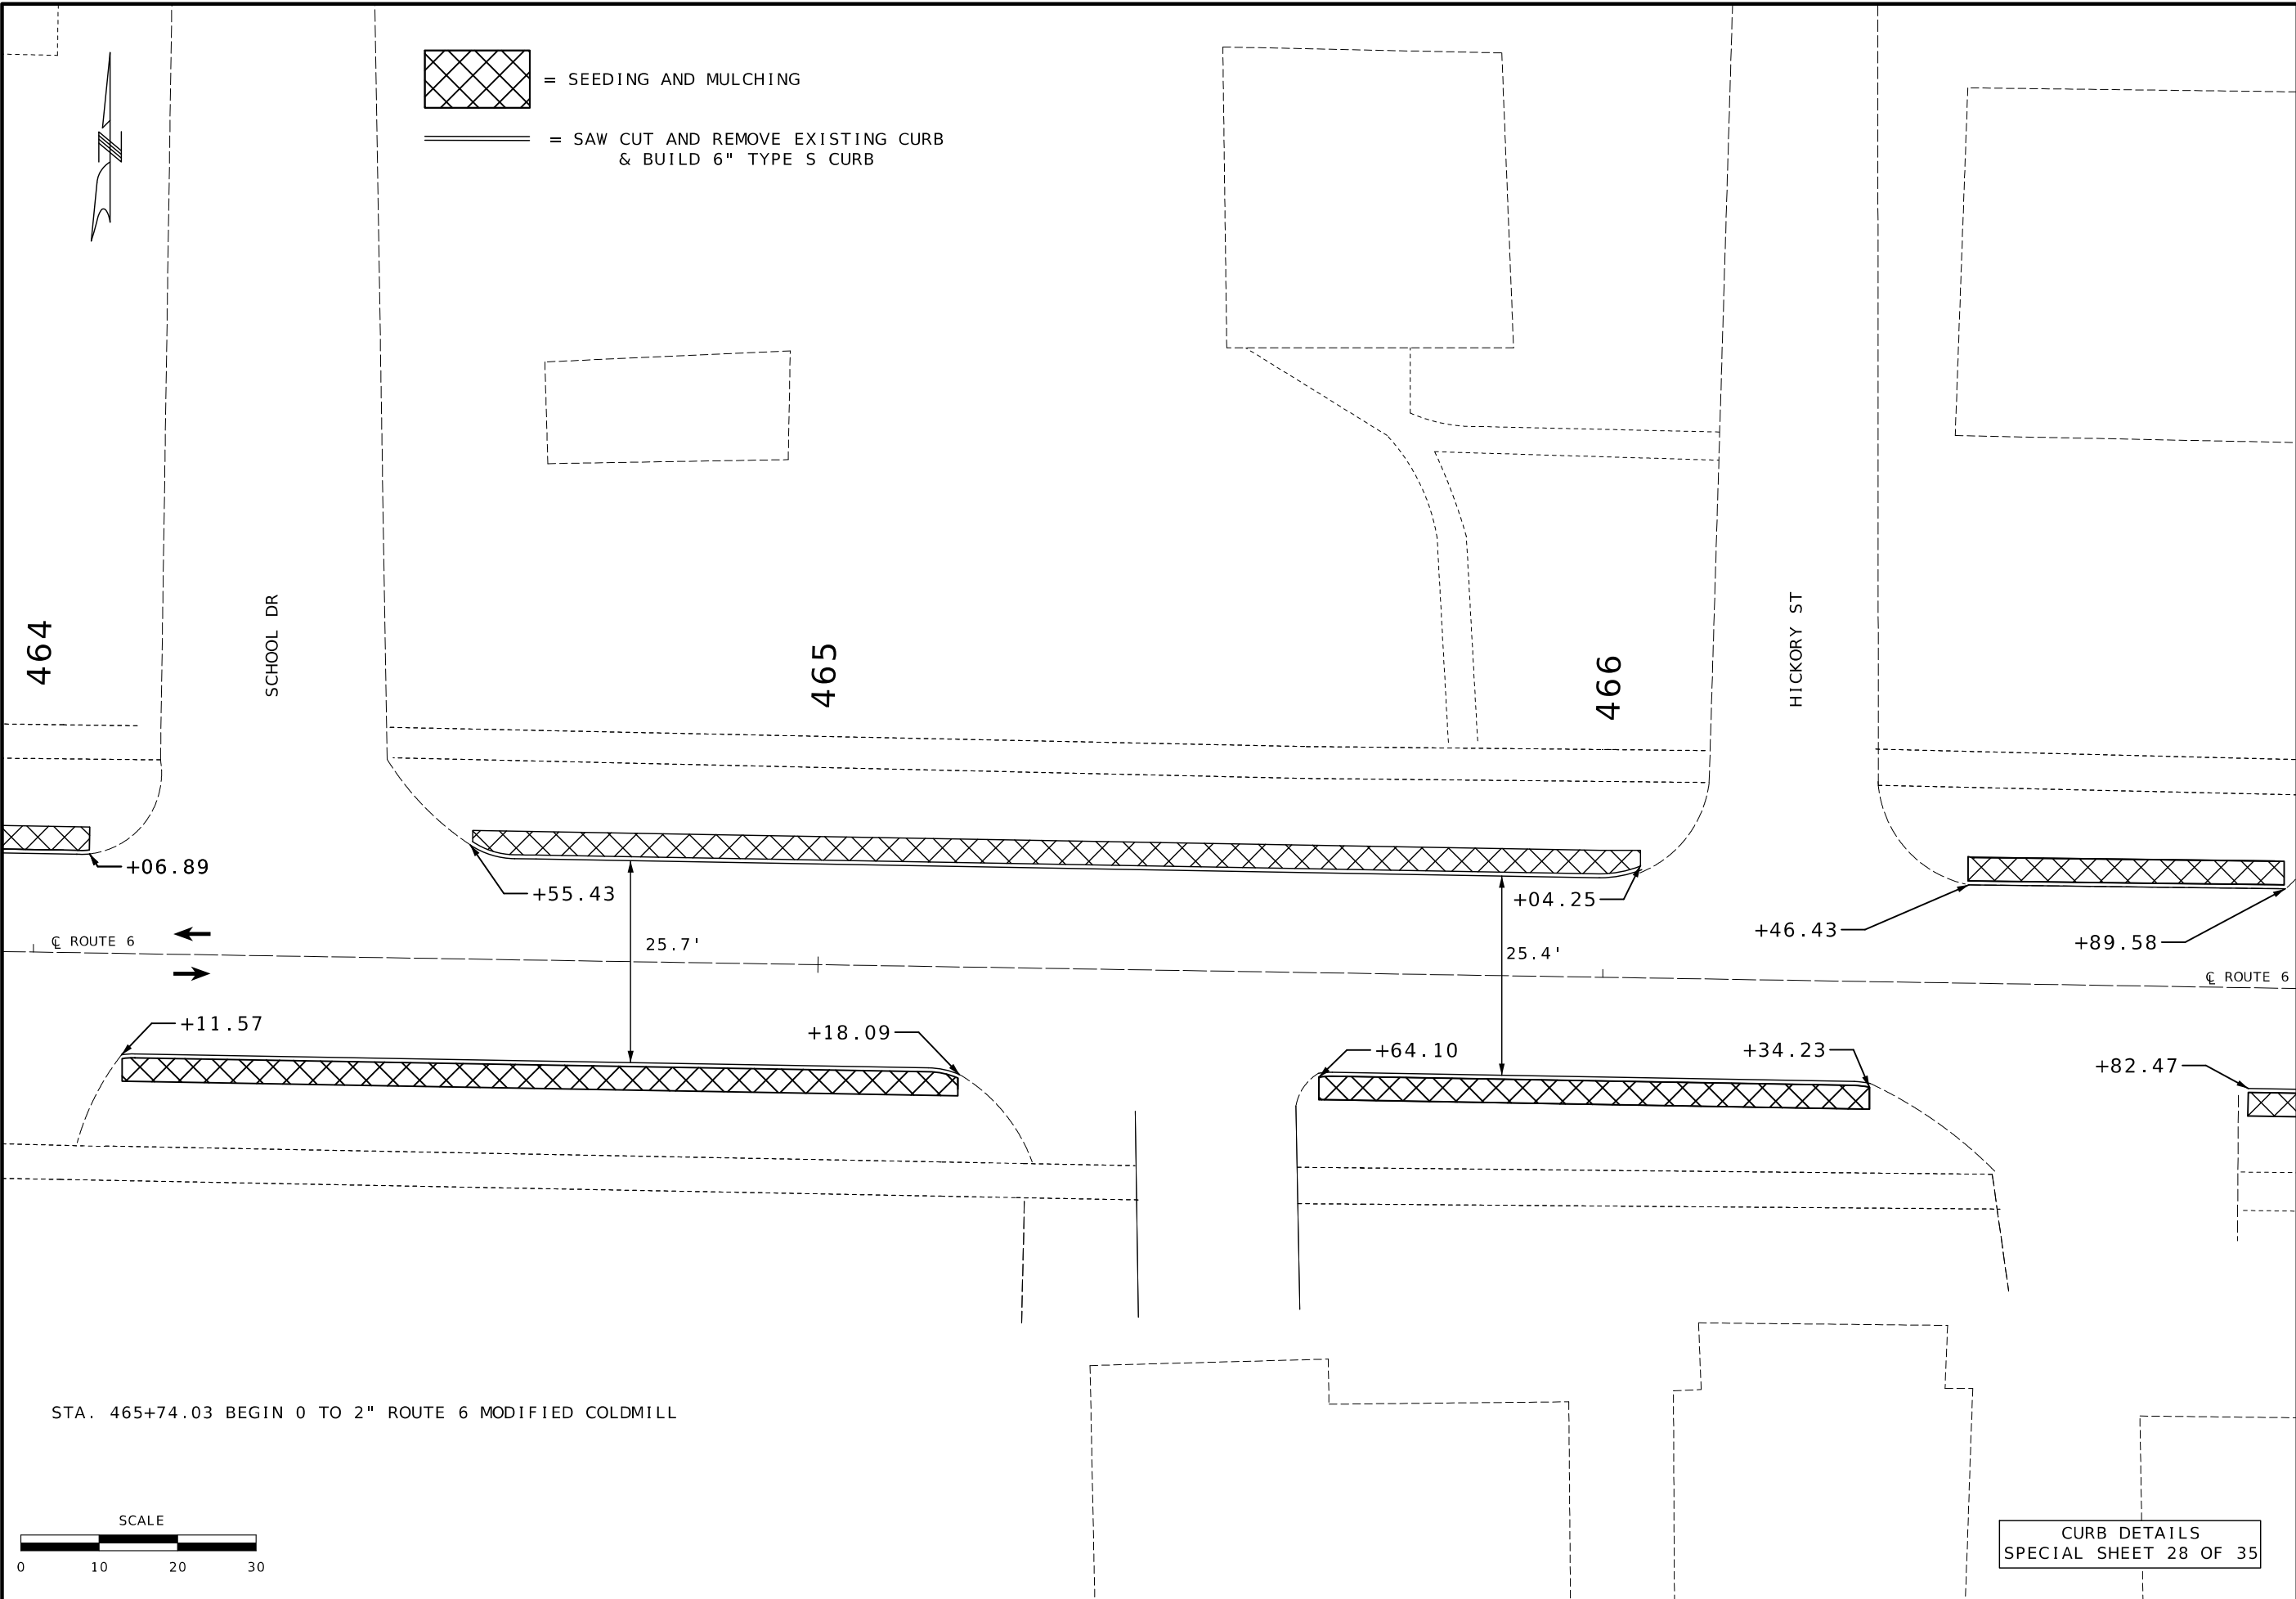 = SEEDING AND MULCHING
= SAW CUT AND REMOVE EXISTING CURB
& BUILD 6" TYPE S CURB
N
464
SCHOOL DR
465
466
HICKORY ST
+06.89
+55.43
+04.25
+46.43
+89.58
℄ ROUTE 6
25.7'
25.4'
℄ ROUTE 6
+11.57
+18.09
+64.10
+34.23
+82.47
STA. 465+74.03 BEGIN 0 TO 2" ROUTE 6 MODIFIED COLDMILL
SCALE
0 10 20 30
CURB DETAILS
SPECIAL SHEET 28 OF 35